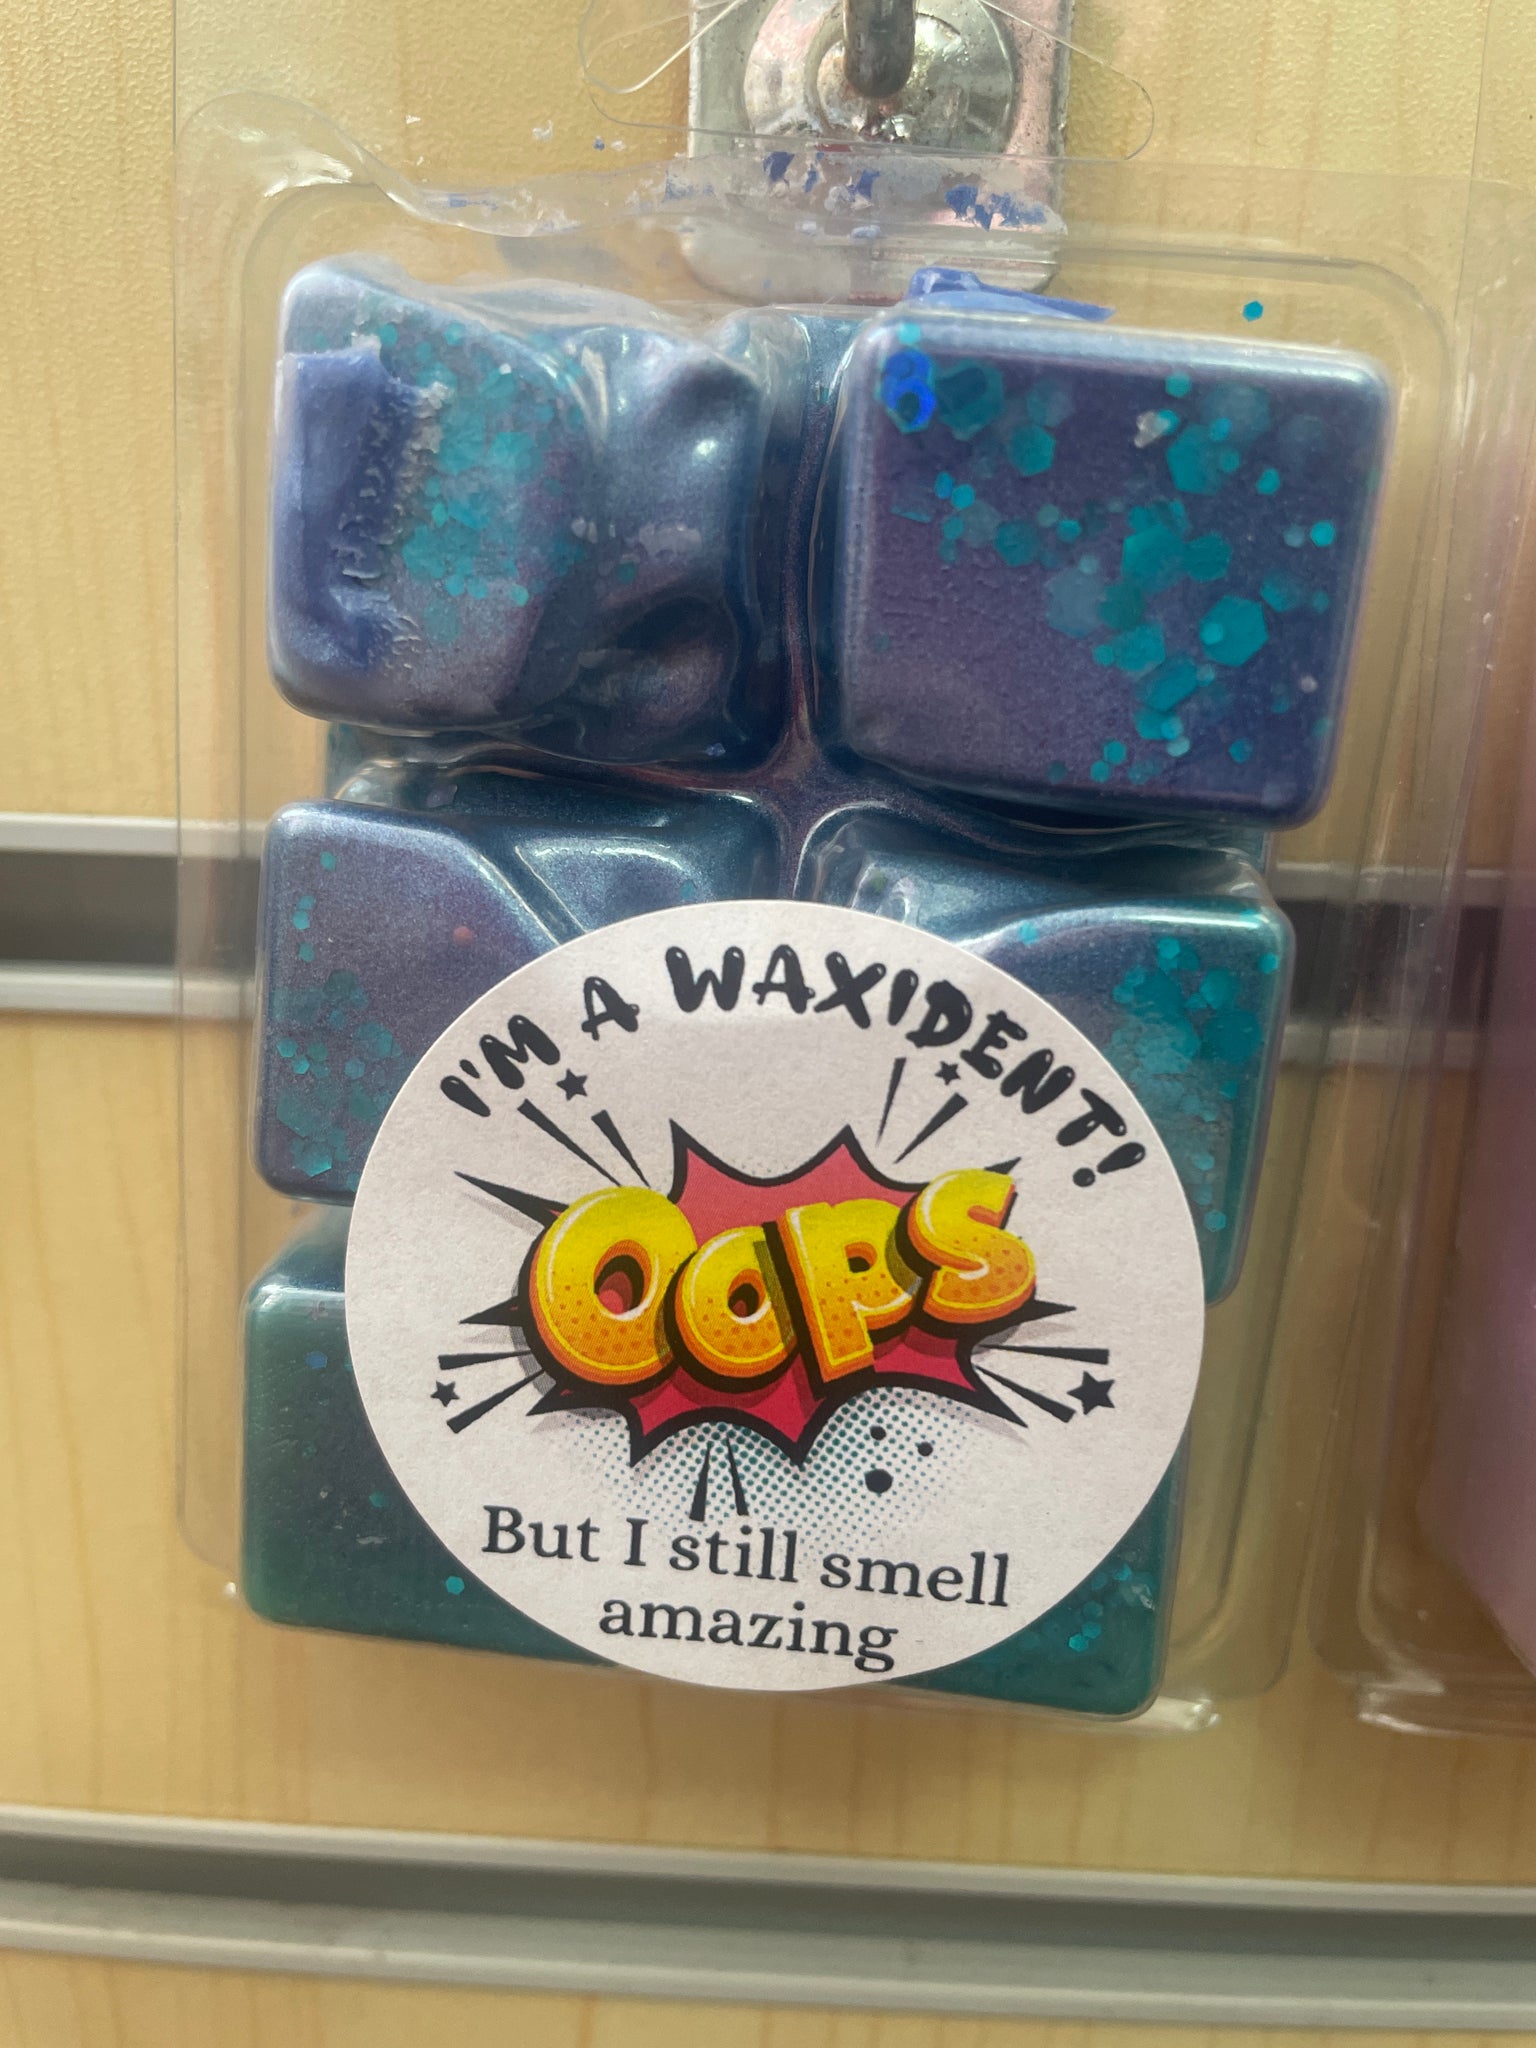 I'M A WAXIDENT!
Oops
But I still smell
amazing